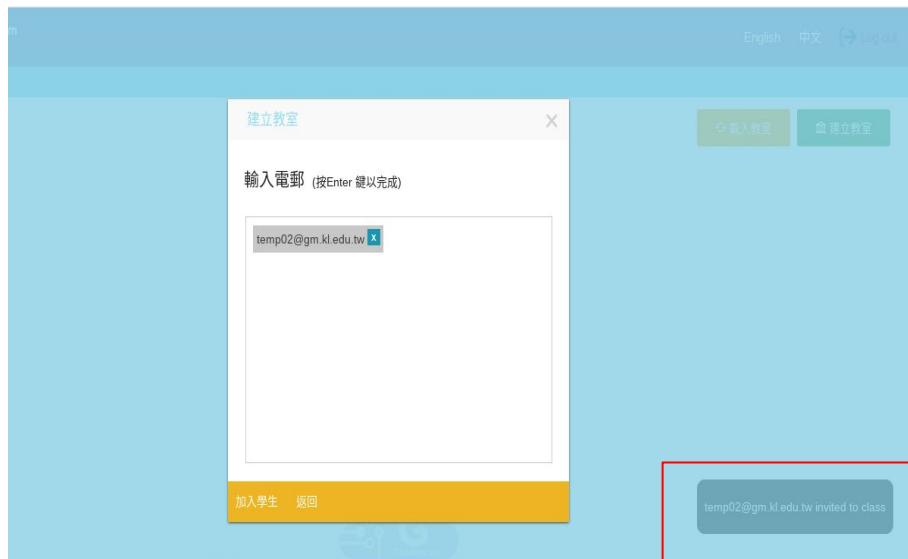 m
English 中文 Log out
載入教室 建立教室
建立教室 X
輸入電郵 (按Enter 鍵以完成)
temp02@gm.kl.edu.tw x
加入學生 返回
temp02@gm.kl.edu.tw invited to class
G